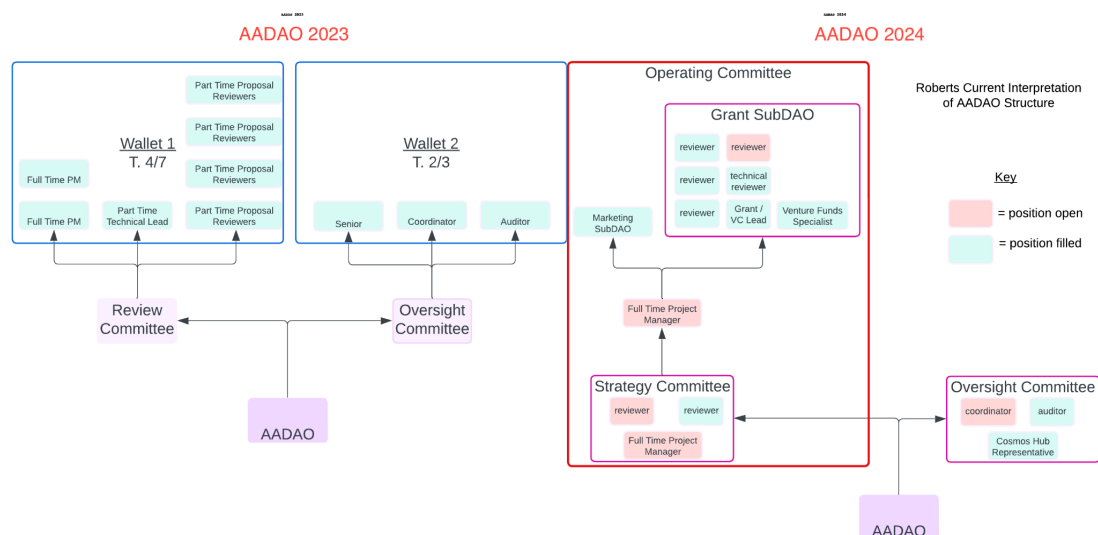 AADAO 2023
AADAO 2023
Wallet 1
T. 4/7
Part Time Proposal
Reviewers
Part Time Proposal
Reviewers
Part Time Proposal
Reviewers
Full Time PM
Full Time PM
Part Time
Technical Lead
Part Time Proposal
Reviewers
Wallet 2
T. 2/3
Senior
Coordinator
Auditor
Review
Committee
Oversight
Committee
AADAO
AADAO 2024
AADAO 2024
Operating Committee
Grant SubDAO
reviewer
reviewer
reviewer
technical
reviewer
reviewer
Grant /
VC Lead
Venture Funds
Specialist
Marketing
SubDAO
Full Time Project
Manager
Strategy Committee
reviewer
reviewer
Full Time Project
Manager
Oversight Committee
coordinator
auditor
Cosmos Hub
Representative
AADAO
Roberts Current Interpretation
of AADAO Structure
Key
= position open
= position filled